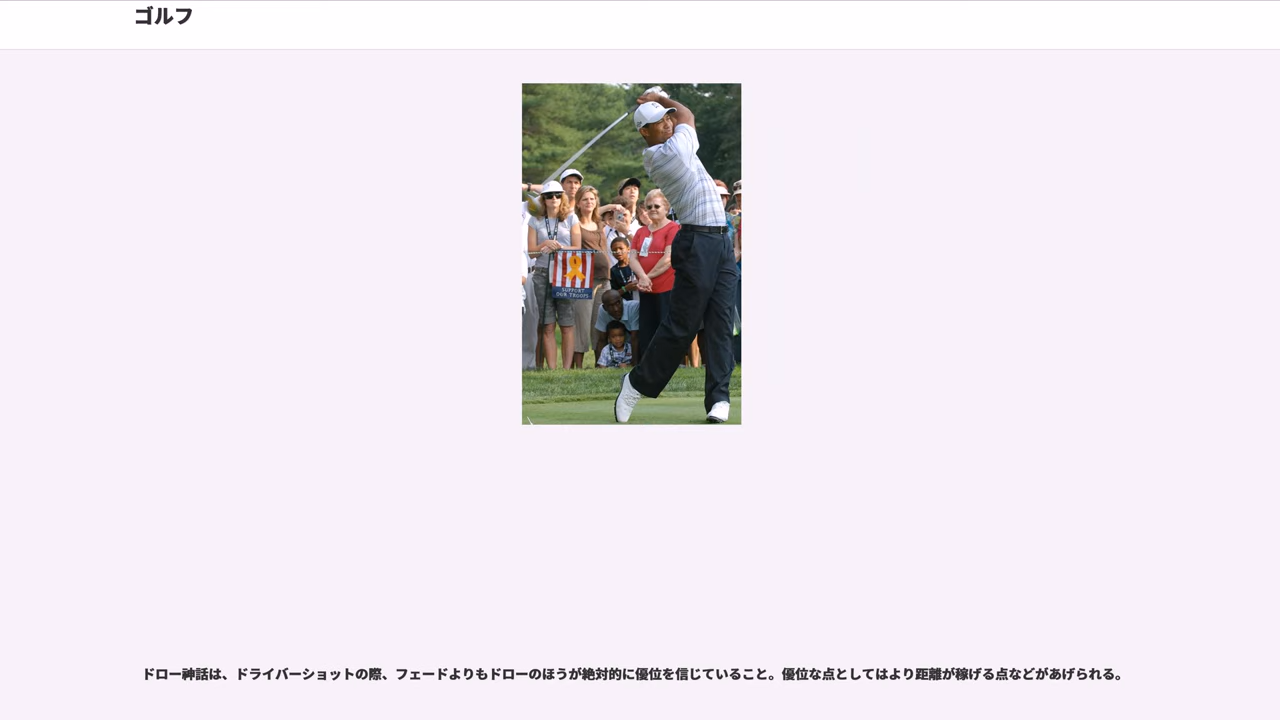 ゴルフ
SUPPORT
OUR TROOPS
ドロー神話は、ドライバーショットの際、フェードよりもドローのほうが絶対的に優位を信じていること。優位な点としてはより距離が稼げる点などがあげられる。